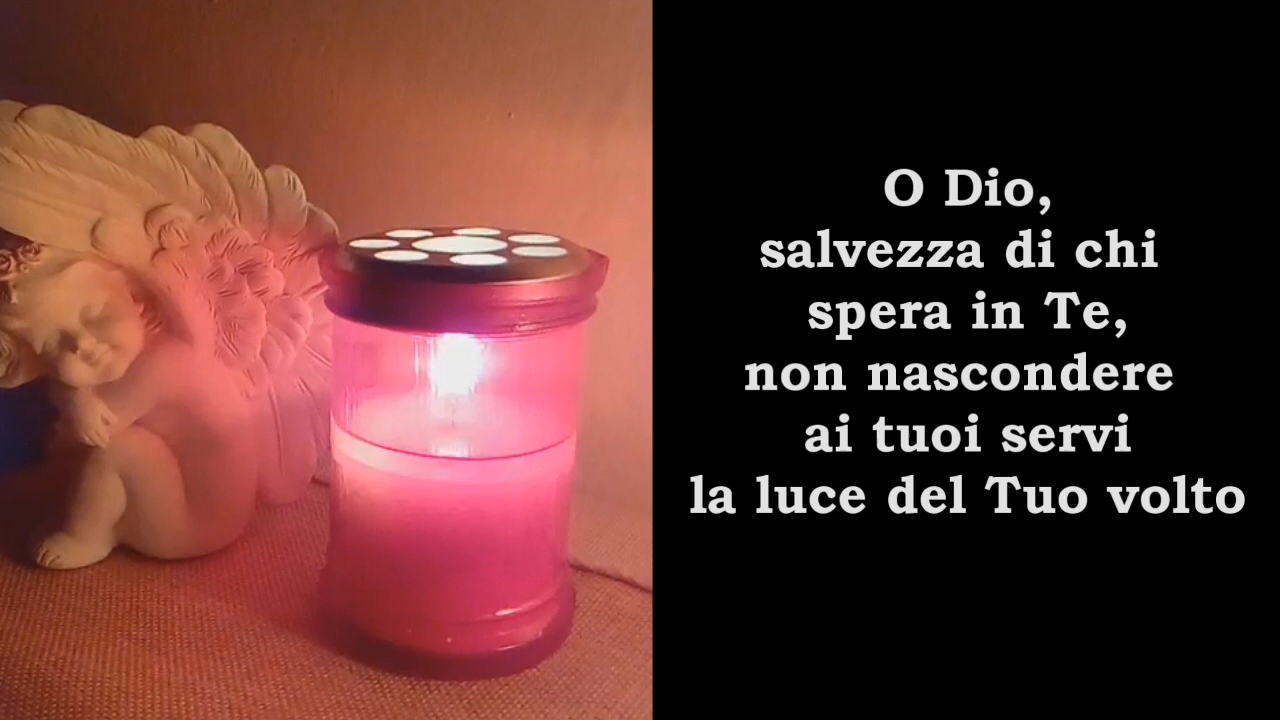 O Dio,
salvezza di chi
spera in Te,
non nascondere
ai tuoi servi
la luce del Tuo volto